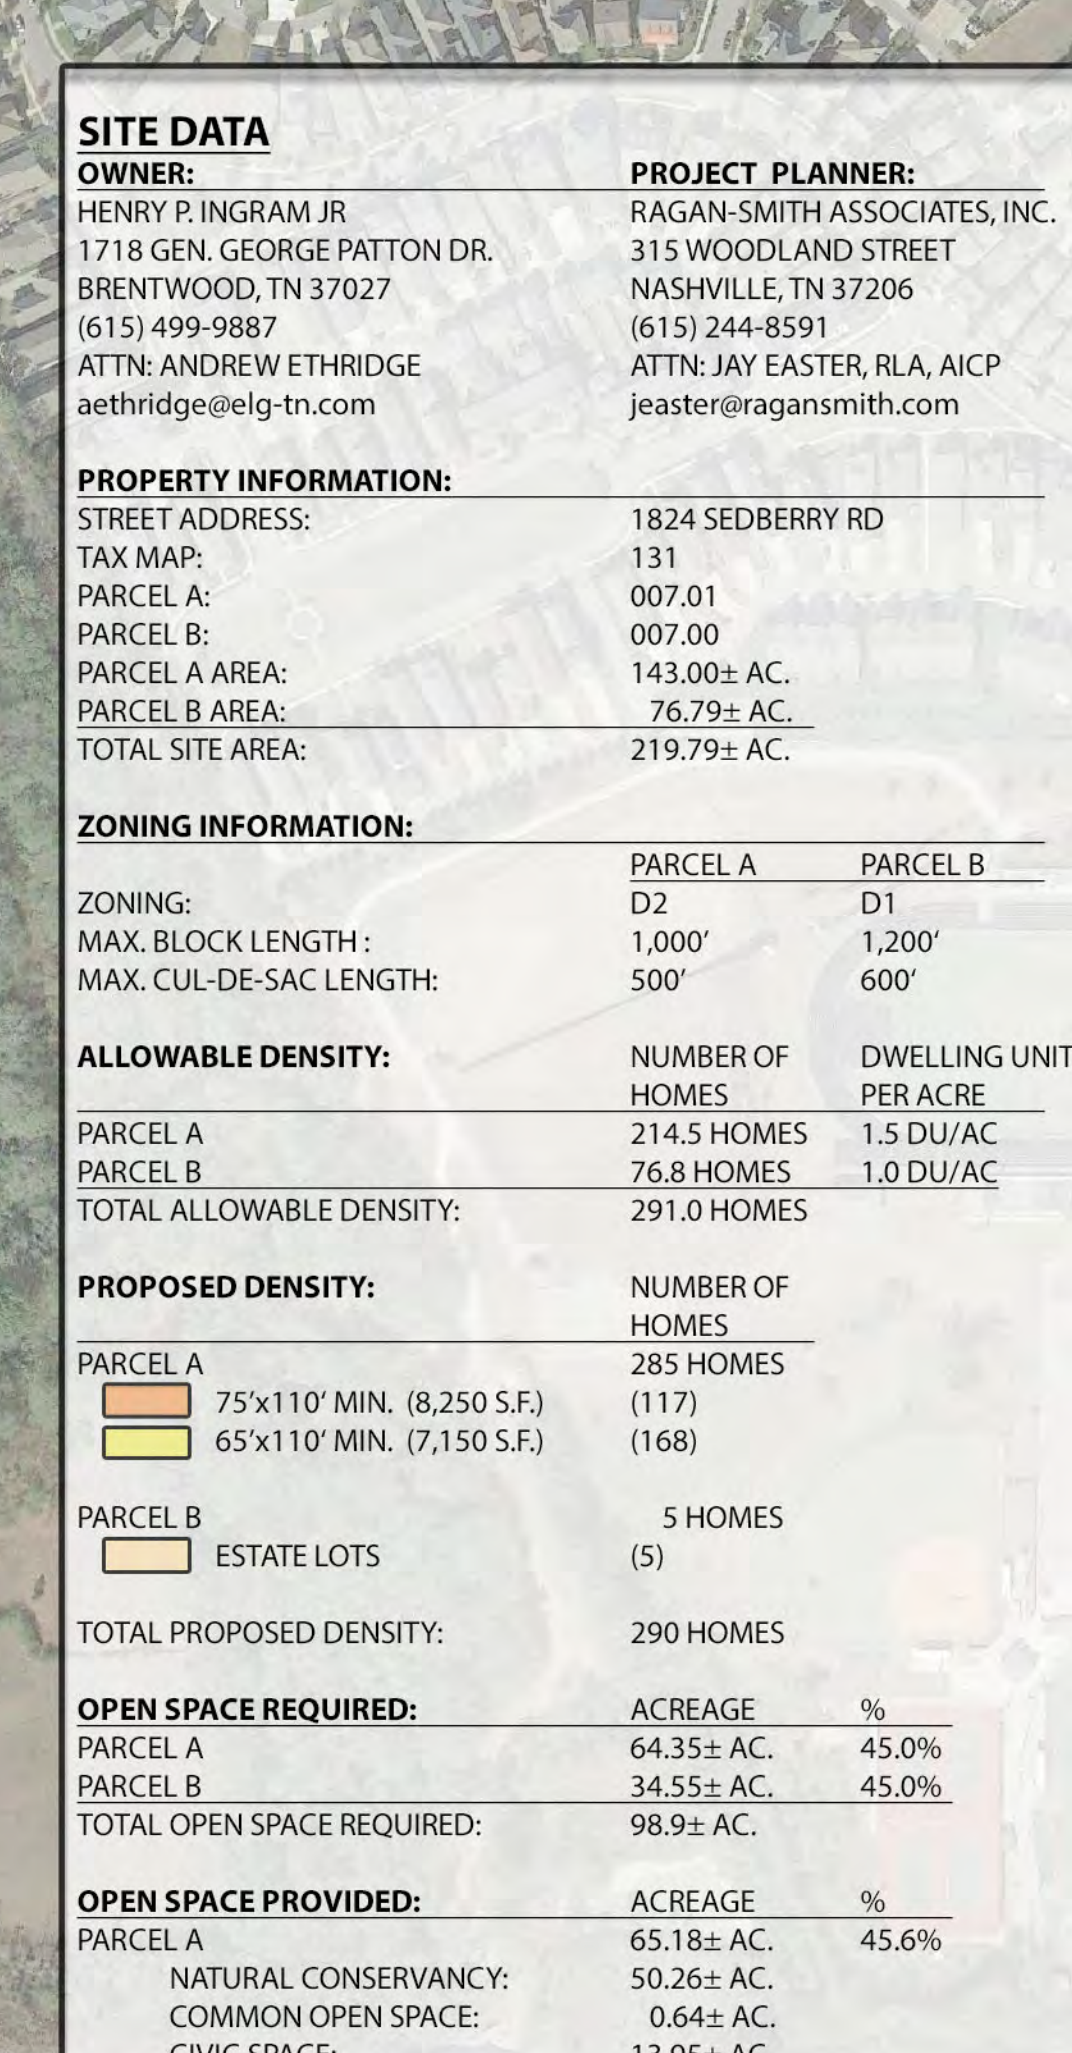 SITE DATA
OWNER: PROJECT PLANNER:
HENRY P. INGRAM JR RAGAN-SMITH ASSOCIATES, INC.
1718 GEN. GEORGE PATTON DR. 315 WOODLAND STREET
BRENTWOOD, TN 37027 NASHVILLE, TN 37206
(615) 499-9887 (615) 244-8591
ATTN: ANDREW ETHRIDGE ATTN: JAY EASTER, RLA, AICP
aethridge@elg-tn.com jeaster@ragansmith.com
PROPERTY INFORMATION:
STREET ADDRESS: 1824 SEDBERRY RD
TAX MAP: 131
PARCEL A: 007.01
PARCEL B: 007.00
PARCEL A AREA: 143.00± AC.
PARCEL B AREA: 76.79± AC.
TOTAL SITE AREA: 219.79± AC.
ZONING INFORMATION:
PARCEL A PARCEL B
ZONING: D2 D1
MAX. BLOCK LENGTH : 1,000’ 1,200‘
MAX. CUL-DE-SAC LENGTH: 500’ 600‘
ALLOWABLE DENSITY: NUMBER OF DWELLING UNIT
HOMES PER ACRE
PARCEL A 214.5 HOMES 1.5 DU/AC
PARCEL B 76.8 HOMES 1.0 DU/AC
TOTAL ALLOWABLE DENSITY: 291.0 HOMES
PROPOSED DENSITY: NUMBER OF
HOMES
PARCEL A 285 HOMES
75’x110‘ MIN. (8,250 S.F.) (117)
65’x110‘ MIN. (7,150 S.F.) (168)
PARCEL B 5 HOMES
ESTATE LOTS (5)
TOTAL PROPOSED DENSITY: 290 HOMES
OPEN SPACE REQUIRED: ACREAGE %
PARCEL A 64.35± AC. 45.0%
PARCEL B 34.55± AC. 45.0%
TOTAL OPEN SPACE REQUIRED: 98.9± AC.
OPEN SPACE PROVIDED: ACREAGE %
PARCEL A 65.18± AC. 45.6%
NATURAL CONSERVANCY: 50.26± AC.
COMMON OPEN SPACE: 0.64± AC.
CIVIC SPACE: 13.95± AC.